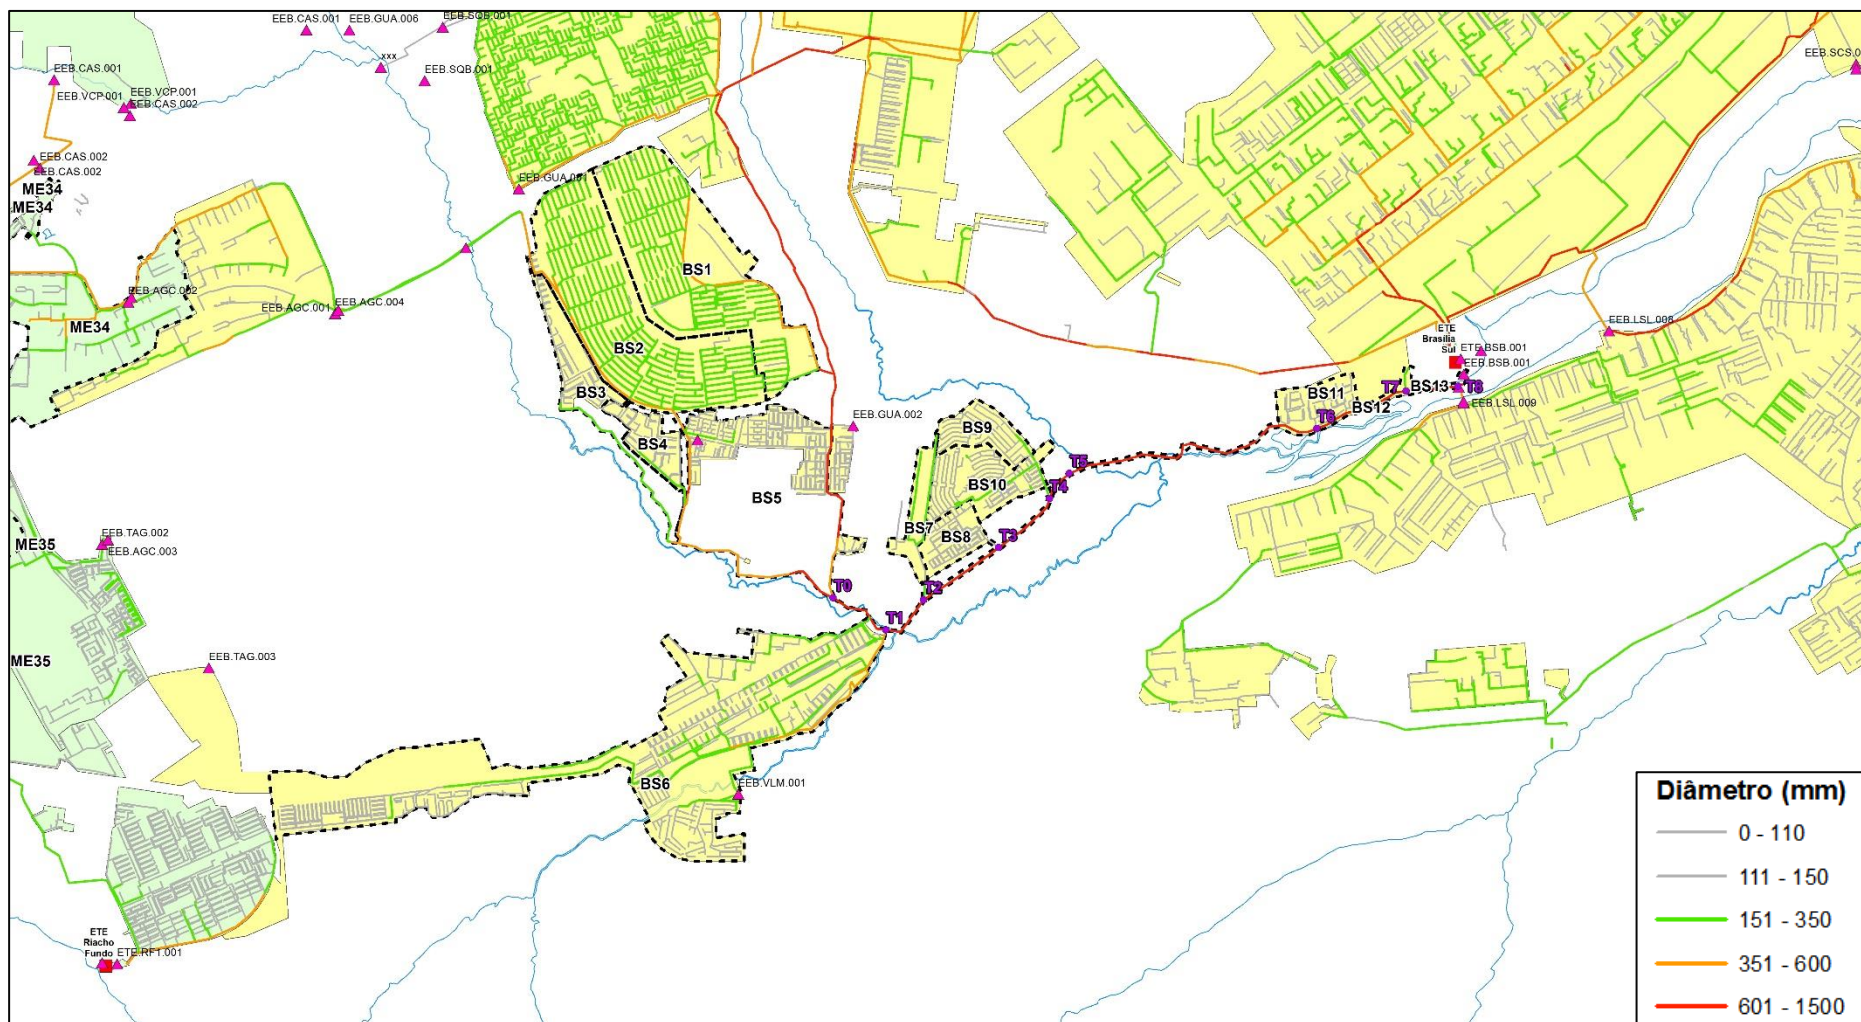 EEB.CAS.001
EEB.GUA.006
EEB.SQB.001
xxx
EEB.SCS.0
EEB.CAS.001
EEB.SQB.001
EEB.VCP.001
EEB.VCP.001
EEB.CAS.002
EEB.CAS.002
EEB.CAS.002
ME34
ME34
BS1
EEB.AGC.002
EEB.AGC.001
EEB.AGC.004
ME34
BS2
EEB.LSL.008
ETE
Brasília
Sul
ETE.BSB.001
EEB.BSB.001
BS3
BS11
T7
BS13
T8
BS12
EEB.LSL.009
EEB.GUA.002
T6
BS9
BS4
T5
BS10
T4
BS5
BS7
BS8
T3
EEB.TAG.002
EEB.AGC.003
ME35
T0
T2
T1
ME35
EEB.TAG.003
BS6
EEB.VLM.001
ETE
Riacho
Fundo
ETE.RF1.001
Diâmetro (mm)
0 - 110
111 - 150
151 - 350
351 - 600
601 - 1500